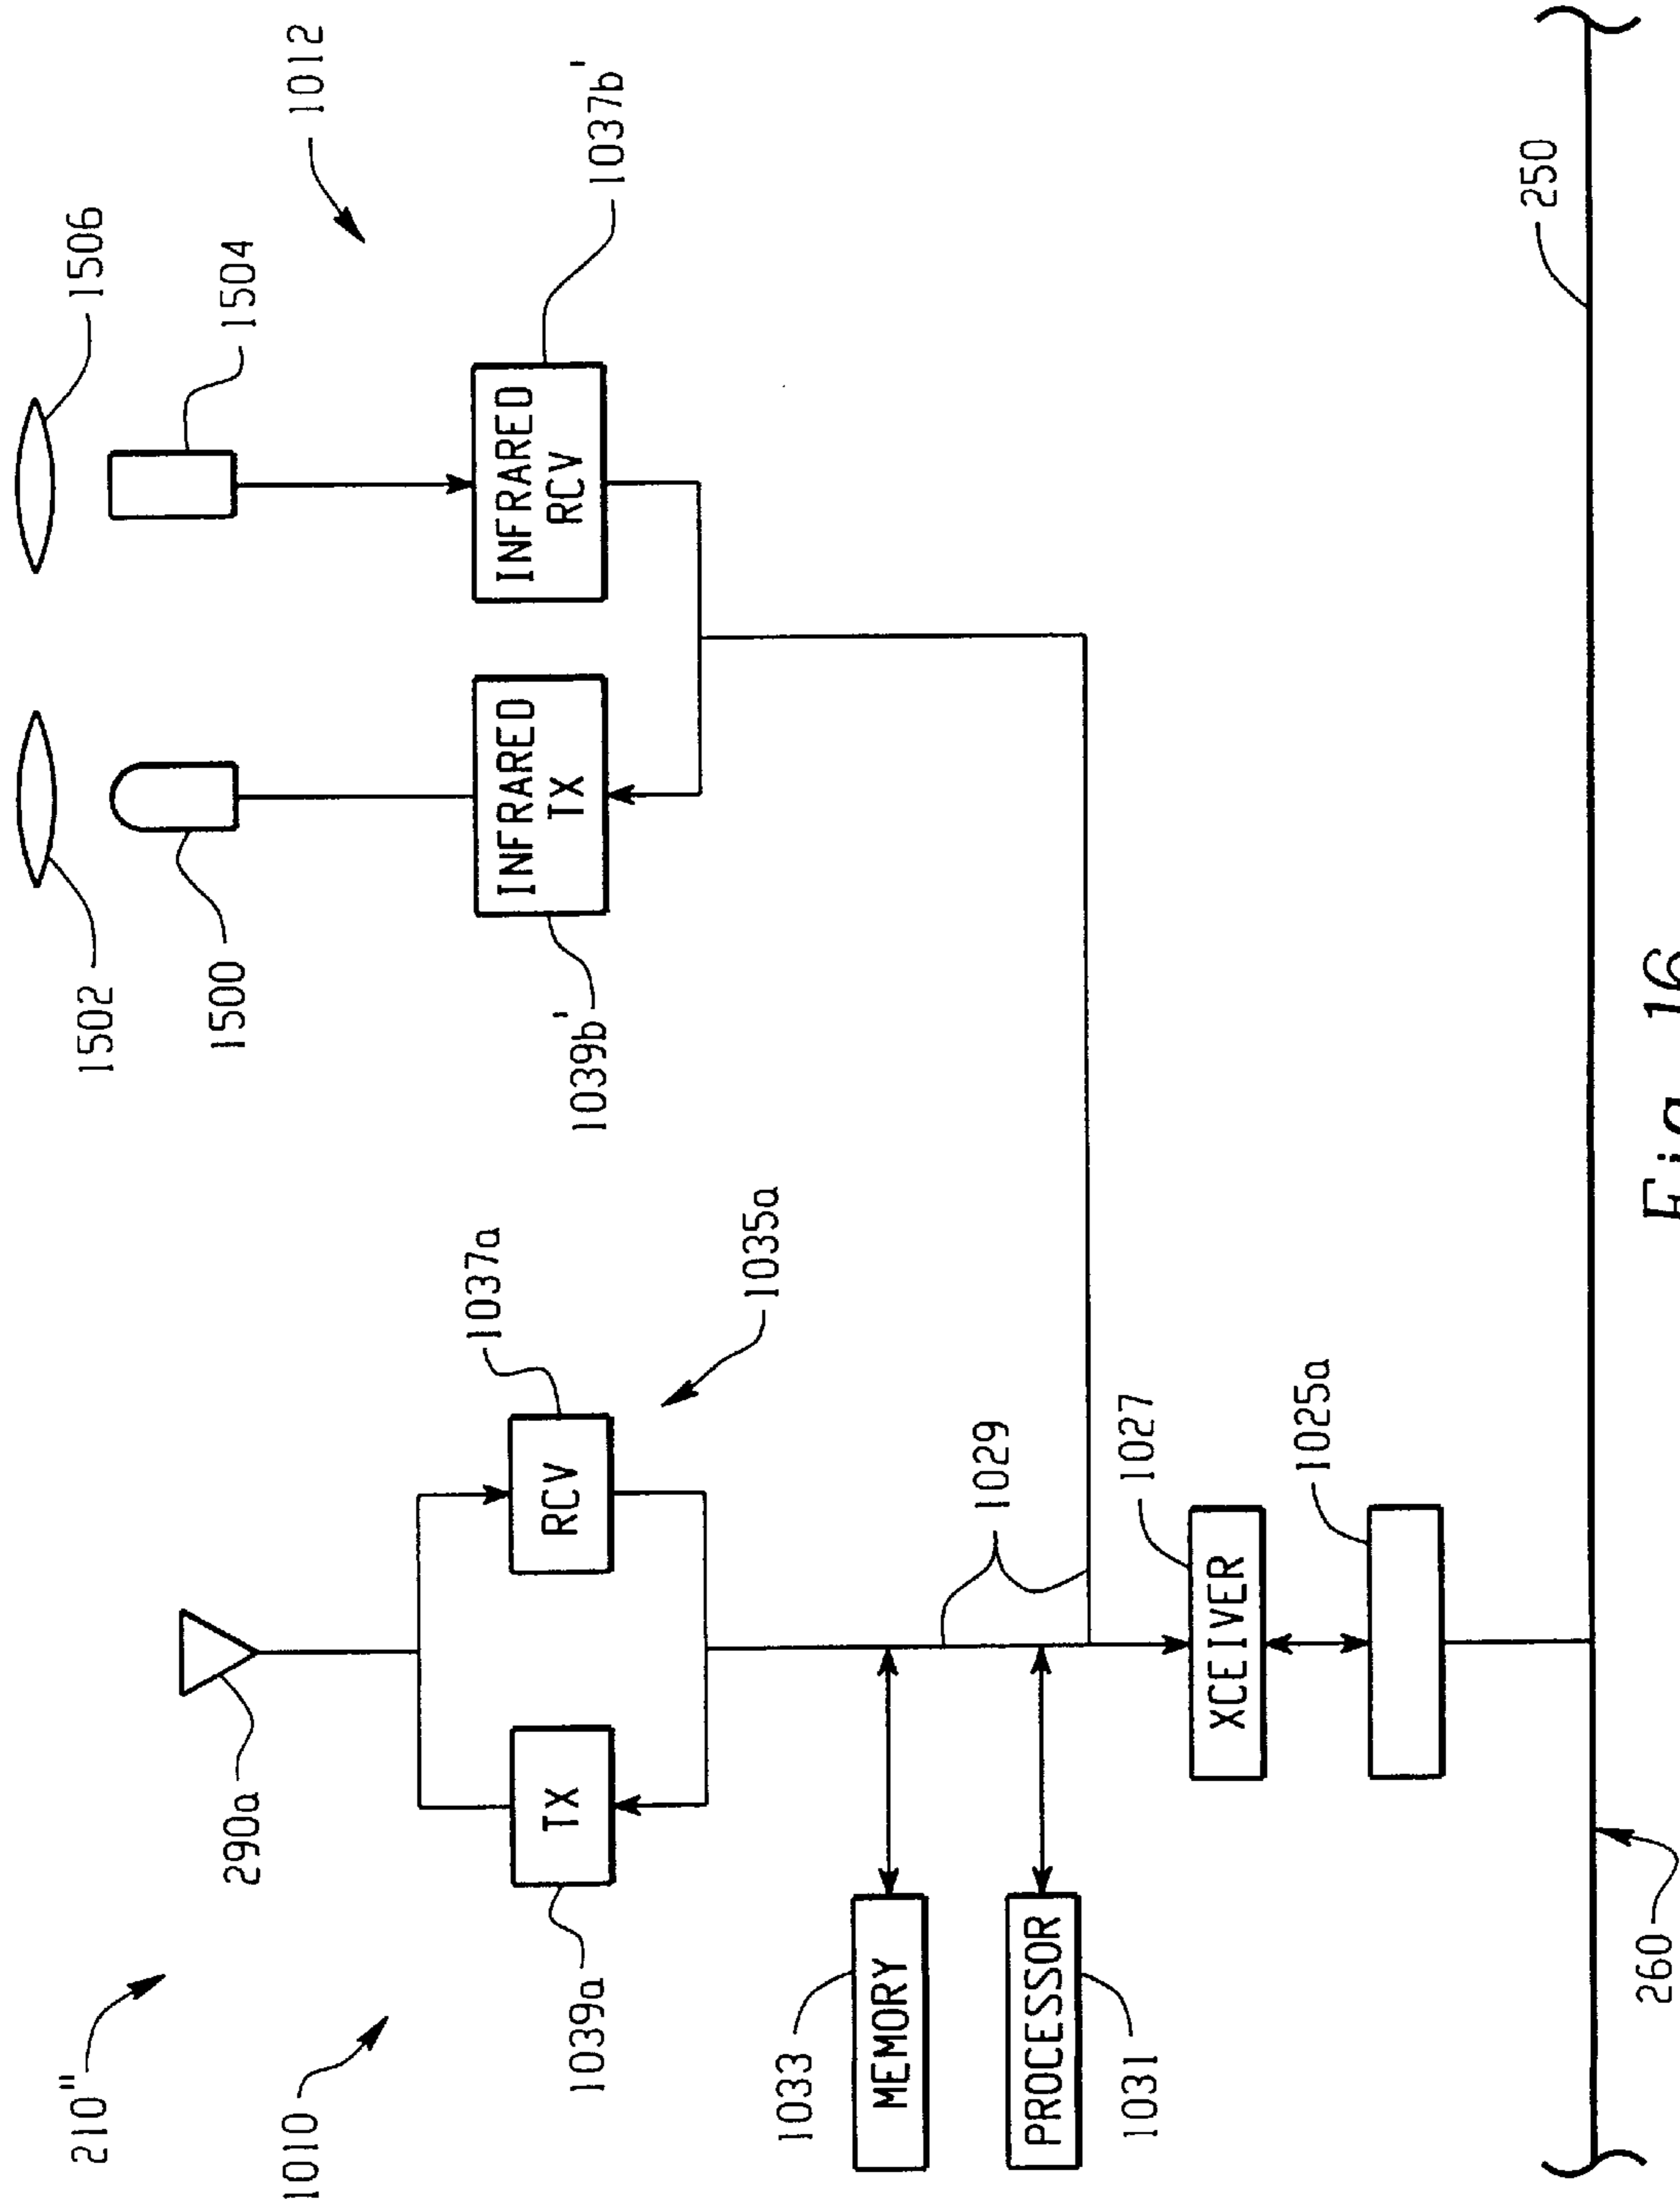 210"
1010
290a
1039a
TX
1037a
RCV
1035a
1033
MEMORY
1031
PROCESSOR
1029
1027
XCEIVER
1025a
1502
1500
1039b'
INFRARED
TX
1506
1504
1012
1037b'
INFRARED
RCV
260
250
Fig. 16